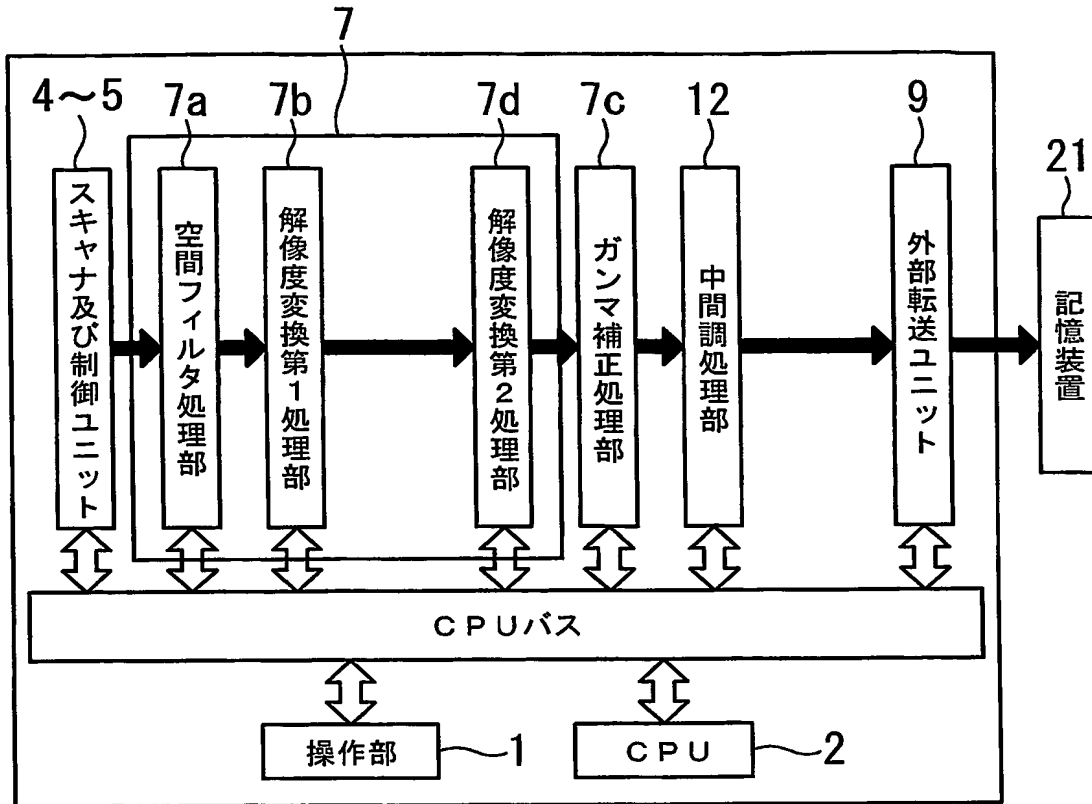 7
4～5
7a
7b
7d
7c
12
9
21
スキャナ及び制御ユニット
空間フィルタ処理部
解像度変換第1処理部
解像度変換第2処理部
ガンマ補正処理部
中間調処理部
外部転送ユニット
記憶装置
CPUバス
操作部
1
CPU
2